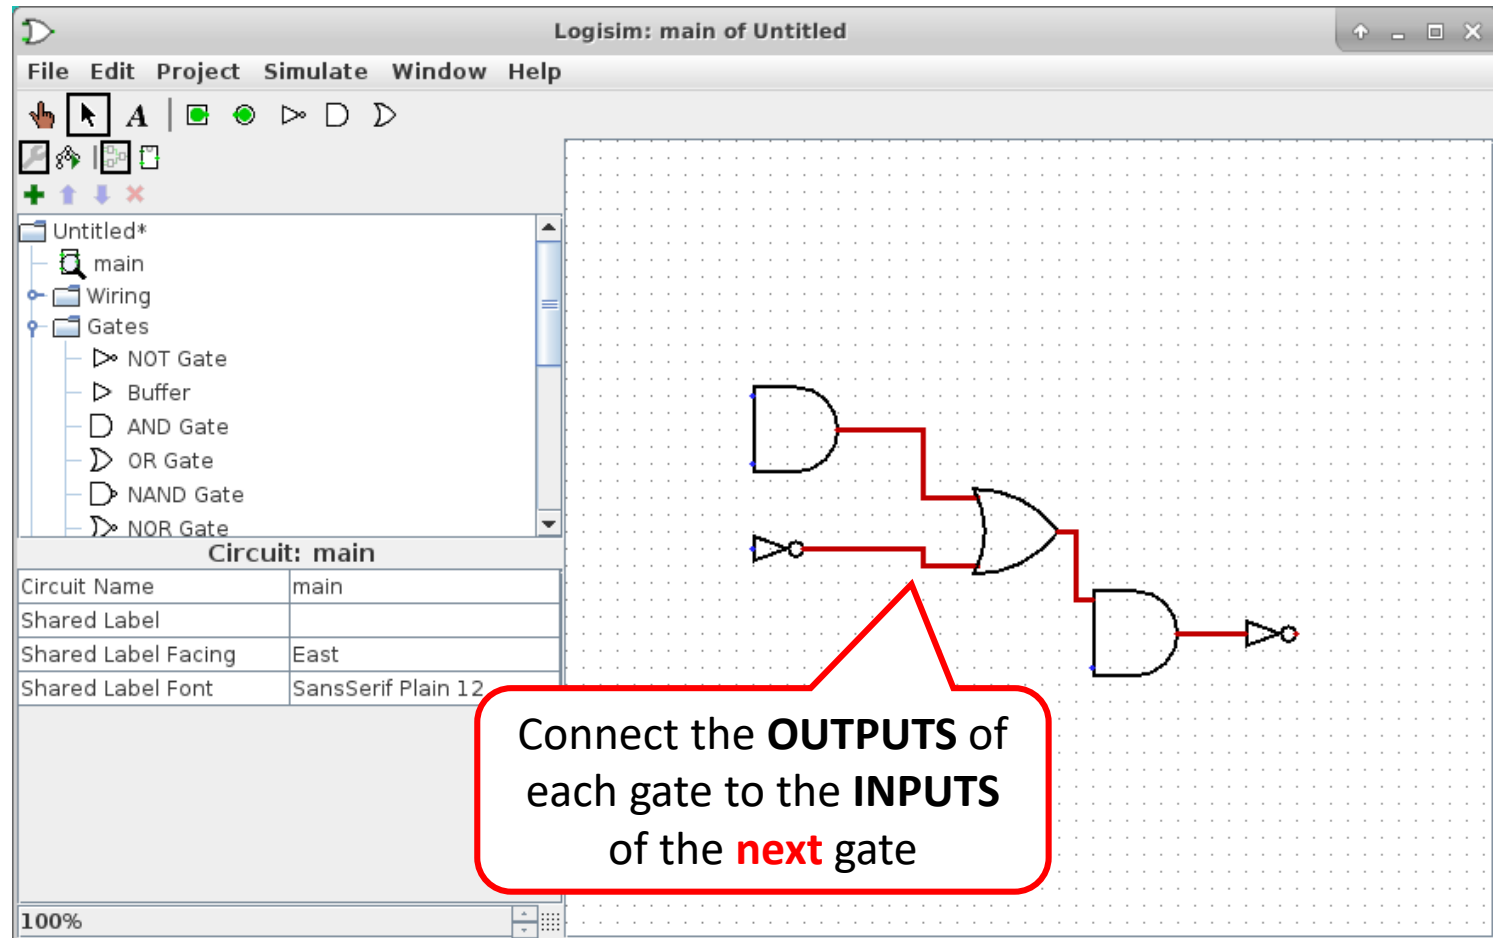 Logisim: main of Untitled
File Edit Project Simulate Window Help
A
Untitled*
main
Wiring
Gates
NOT Gate
Buffer
AND Gate
OR Gate
NAND Gate
NOR Gate
Circuit: main
Circuit Name main
Shared Label
Shared Label Facing East
Shared Label Font SansSerif Plain 12
Connect the OUTPUTS of
each gate to the INPUTS
of the next gate
100%